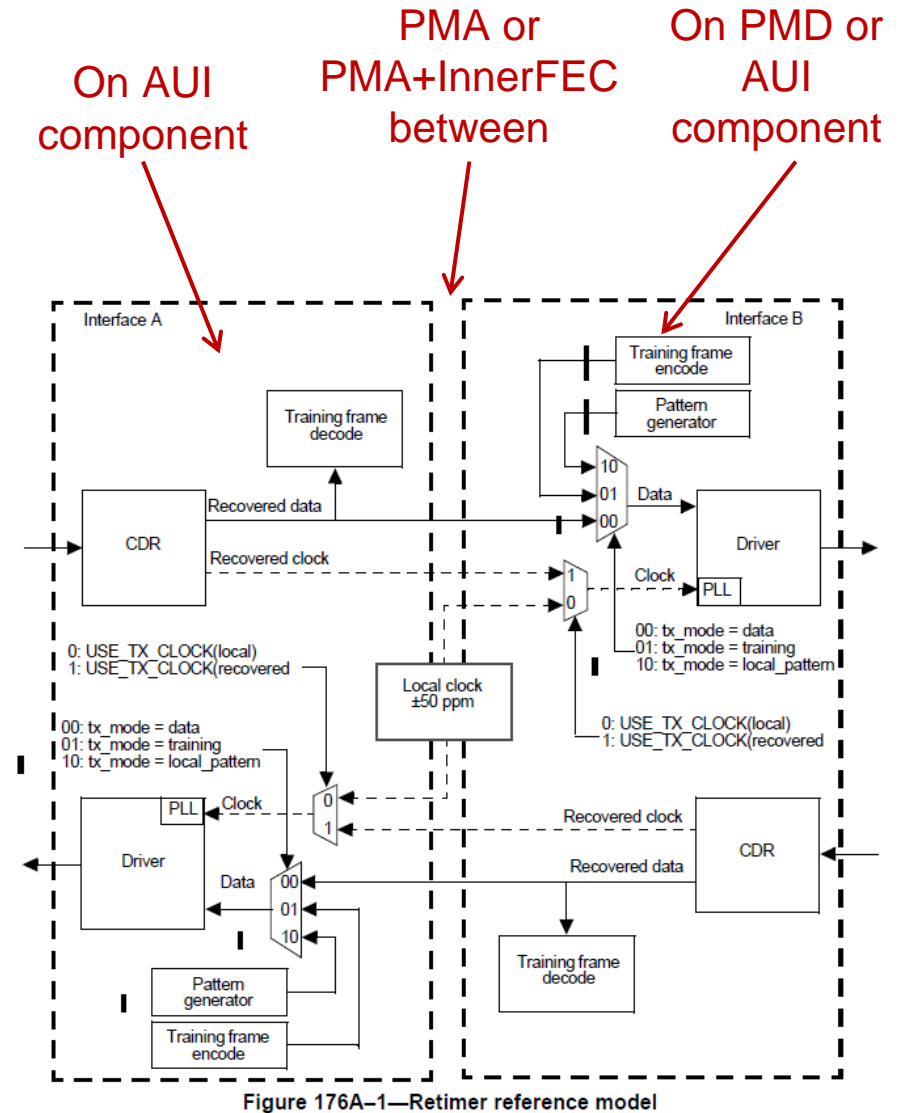 On AUI
component
PMA or
PMA+InnerFEC
between
On PMD or
AUI
component
Interface A
Interface B
Training frame
encode
Pattern
generator
Training frame
decode
10
01
00
Data
Recovered data
CDR
Driver
Recovered clock
1
0
Clock
PLL
00: tx_mode = data
01: tx_mode = training
10: tx_mode = local_pattern
0: USE_TX_CLOCK(local)
1: USE_TX_CLOCK(recovered
Local clock
±50 ppm
0: USE_TX_CLOCK(local)
1: USE_TX_CLOCK(recovered
00: tx_mode = data
01: tx_mode = training
10: tx_mode = local_pattern
PLL
Clock
0
1
Recovered clock
Driver
CDR
Recovered data
Data
00
01
10
Training frame
decode
Pattern
generator
Training frame
encode
Figure 176A–1—Retimer reference model